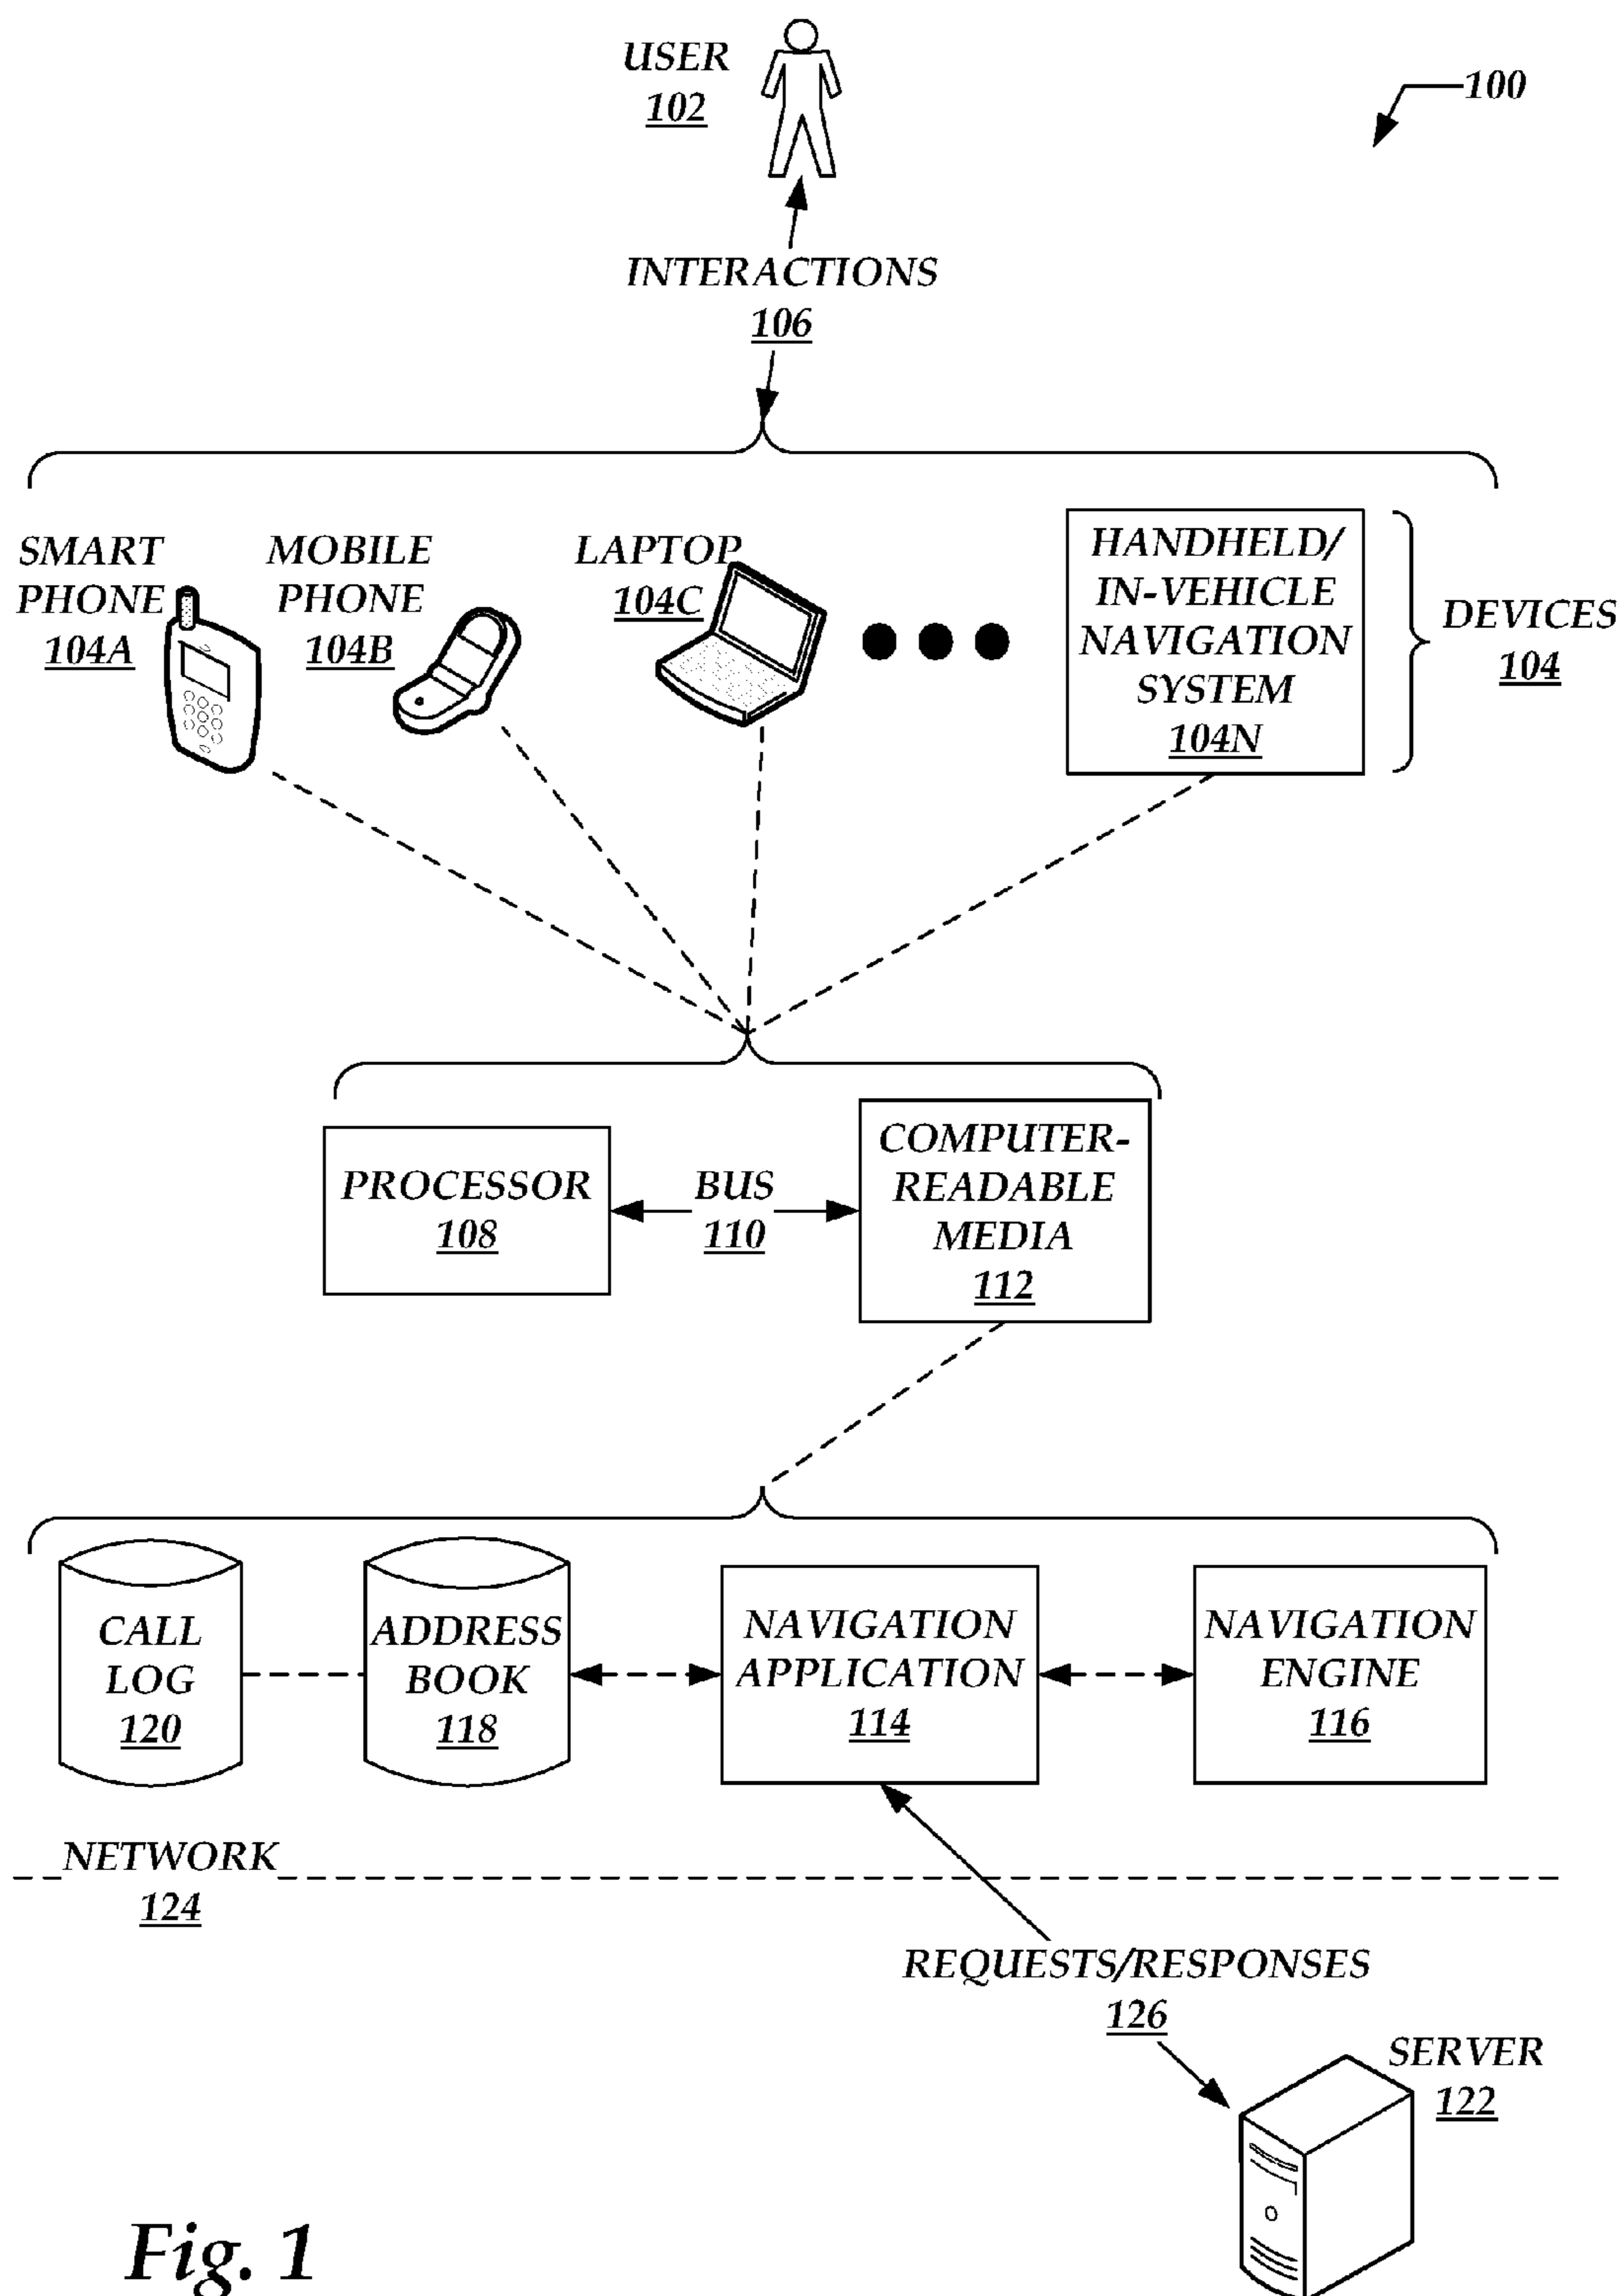 USER
102
100
INTERACTIONS
106
SMART
PHONE
104A
MOBILE
PHONE
104B
LAPTOP
104C
HANDHELD/
IN-VEHICLE
NAVIGATION
SYSTEM
104N
DEVICES
104
PROCESSOR
108
BUS
110
COMPUTER-
READABLE
MEDIA
112
CALL
LOG
120
ADDRESS
BOOK
118
NAVIGATION
APPLICATION
114
NAVIGATION
ENGINE
116
NETWORK
124
REQUESTS/RESPONSES
126
SERVER
122
Fig. 1